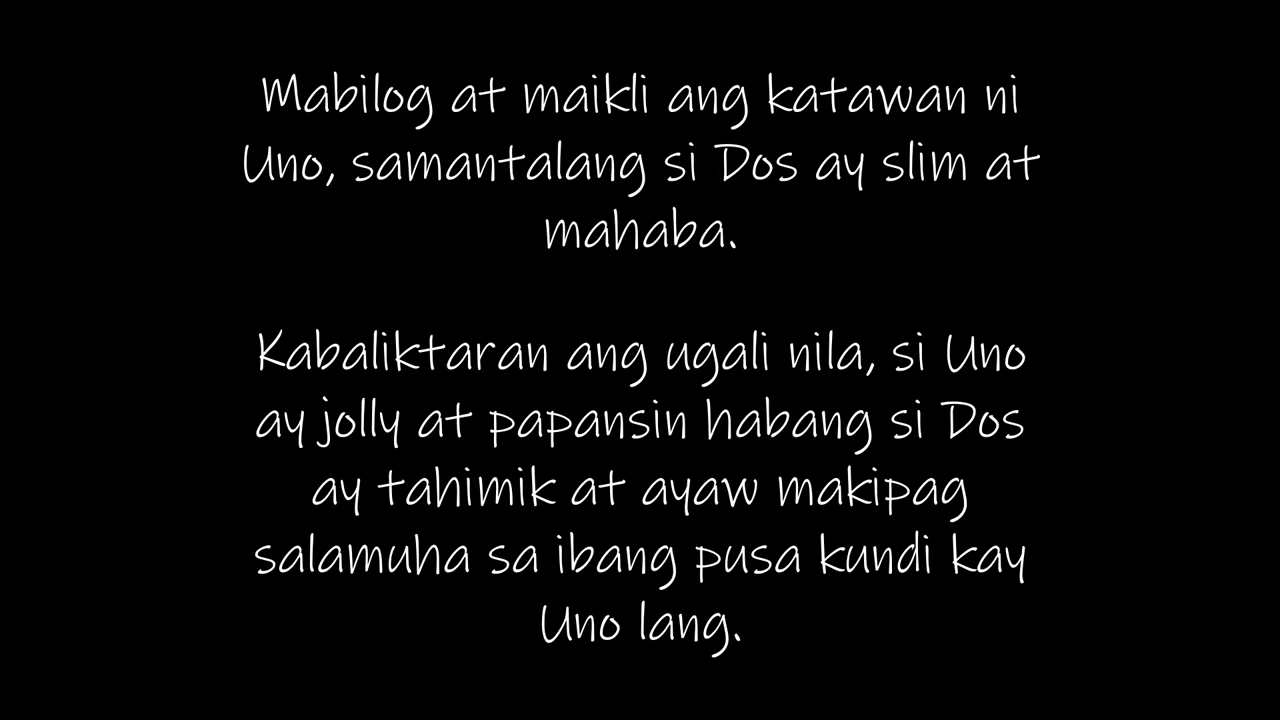 Mabilog at maikli ang katawan ni
Uno, samantalang si Dos ay slim at
mahaba.
Kabaliktaran ang ugali nila, si Uno
ay jolly at papansin habang si Dos
ay tahimik at ayaw makipag
salamuha sa ibang pusa kundi kay
Uno lang.